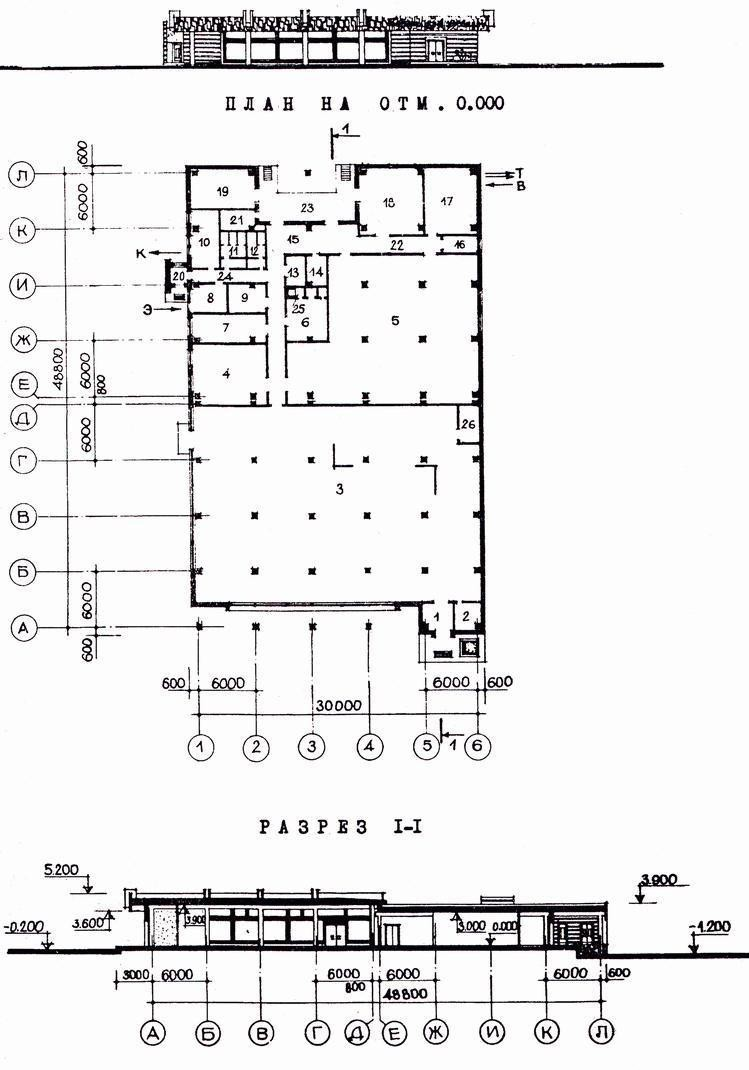 ПЛАН НА ОТМ. 0.000
1
600
Л
Т
В
19
18
17
6000
23
21
К
10
15
22
16
11
12
К
24
13
14
20
И
8
9
25
5
Э
6
7
Ж
48800
6000
4
Е
800
Д
26
6000
Г
3
В
Б
6000
1
2
А
600
600
6000
6000
600
30000
1
2
3
4
5
1
6
РАЗРЕЗ I-I
5.200
3.900
-0.200
3.600
3.900
3.000
0.000
-1.200
3000
6000
6000
800
6000
6000
600
48800
А
Б
В
Г
Д
Е
Ж
И
К
Л